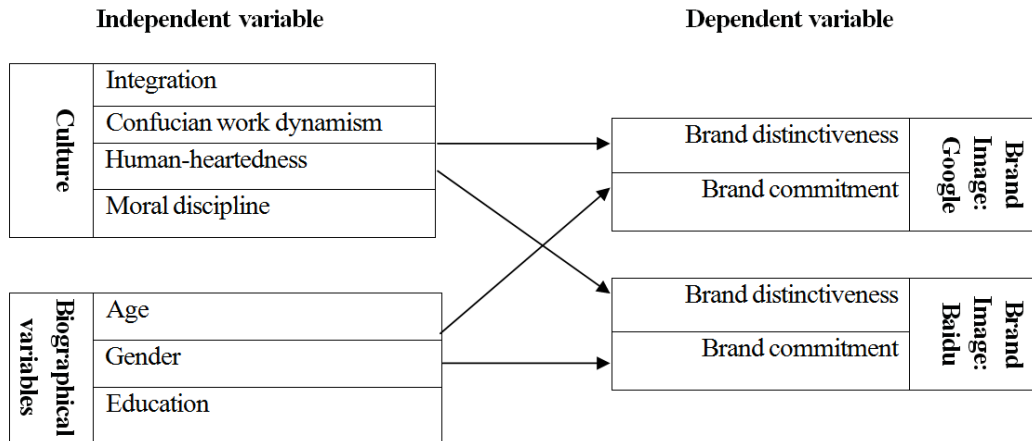 Independent variable
Dependent variable
Culture
Integration
Confucian work dynamism
Human-heartedness
Moral discipline
Biographical
variables
Age
Gender
Education
Brand distinctiveness
Brand commitment
Brand
Image:
Google
Brand distinctiveness
Brand commitment
Brand
Image:
Baidu